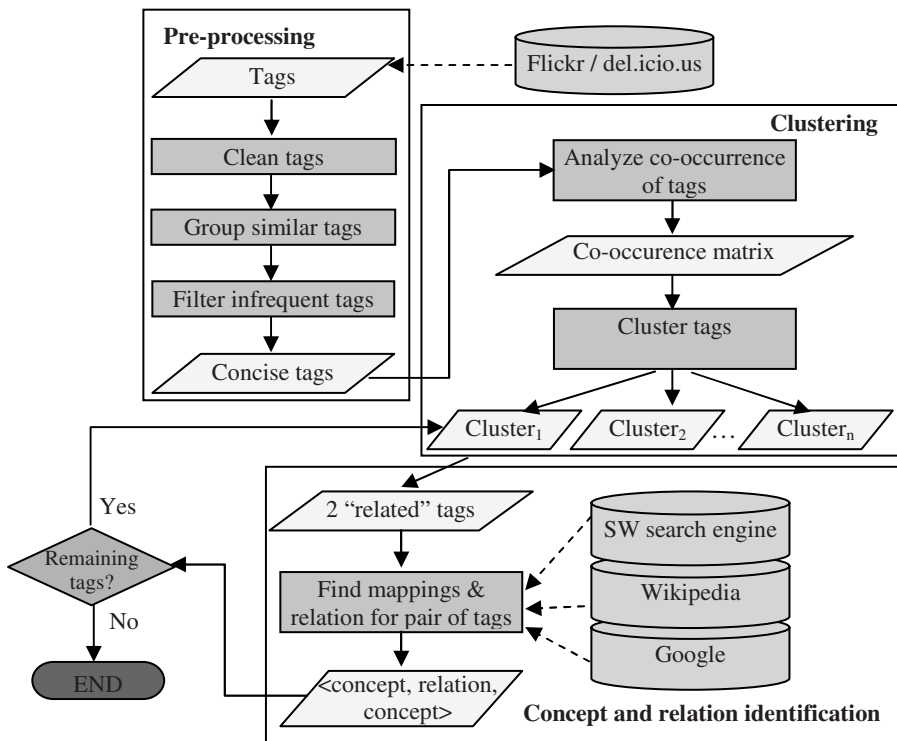 Pre-processing
Tags
Flickr / del.icio.us
Clean tags
Group similar tags
Filter infrequent tags
Concise tags
Clustering
Analyze co-occurrence
of tags
Co-occurence matrix
Cluster tags
Cluster1
Cluster2
…
Clustern
2 “related” tags
Find mappings &
relation for pair of tags
<concept, relation,
concept>
SW search engine
Wikipedia
Google
Concept and relation identification
Yes
Remaining
tags?
No
END